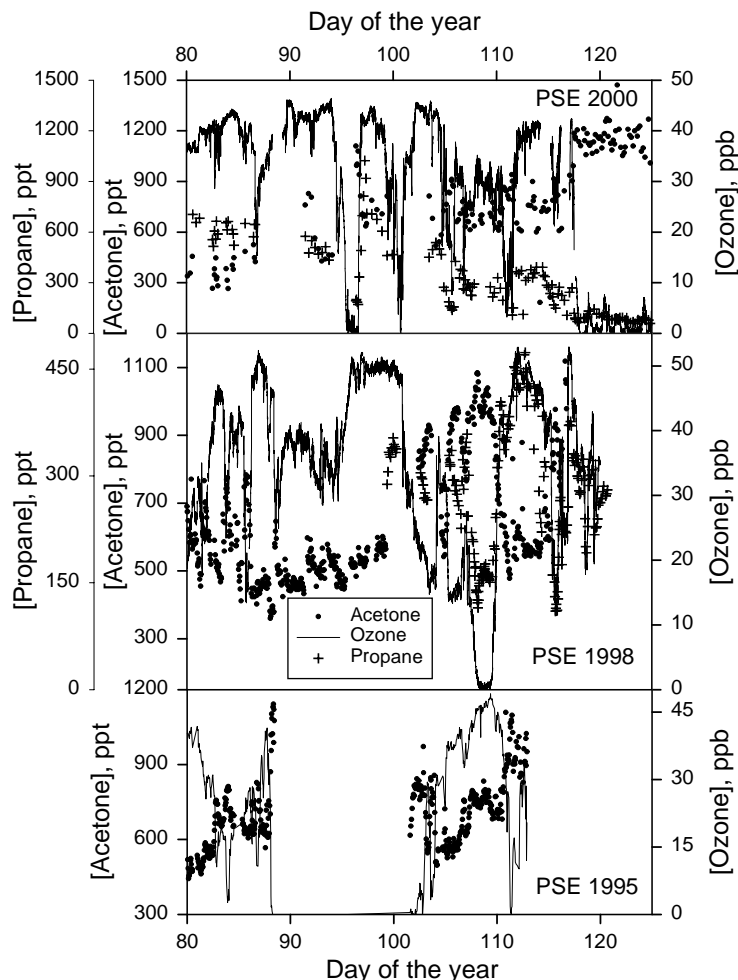 Day of the year
80 90 100 110 120
1500 1500 50
PSE 2000
1200 1200 40
900 900 30
600 600 20
300 300 10
0 0 0
[Propane], ppt
[Acetone], ppt
[Ozone], ppb
450 1100 50
900 40
300 700 30
500 20
150
300 10
0 1200 0
[Propane], ppt
[Acetone], ppt
[Ozone], ppb
Acetone
Ozone
Propane
PSE 1998
45
900 30
600 15
300 0
[Acetone], ppt
[Ozone], ppb
PSE 1995
80 90 100 110 120
Day of the year